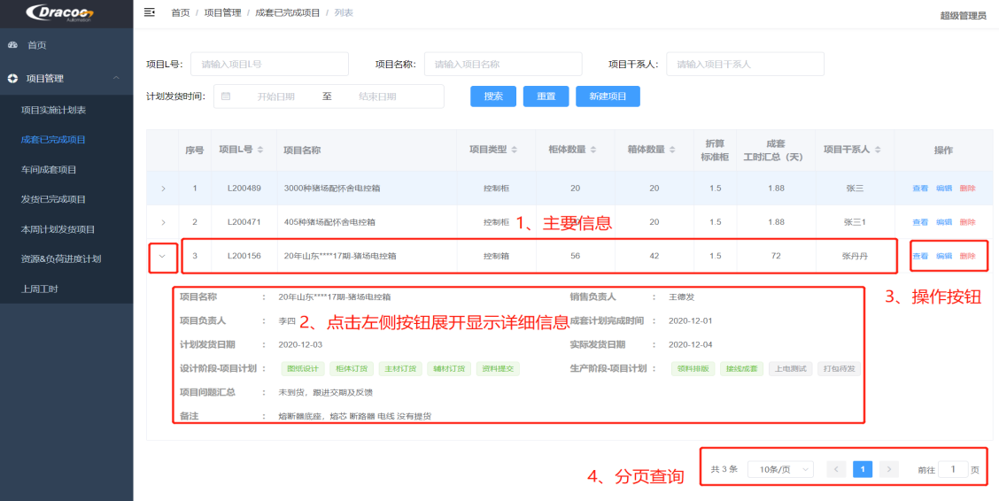 Dracoo
Automation
首页 / 项目管理 / 成套已完成项目 / 列表
超级管理员
首页
项目管理
项目实施计划表
成套已完成项目
车间成套项目
发货已完成项目
本周计划发货项目
资源&负荷进度计划
上周工时
项目L号: 请输入项目L号 项目名称: 请输入项目名称 项目干系人: 请输入项目干系人
计划发货时间: 开始日期 至 结束日期 搜索 重置 新建项目
序号 项目L号 项目名称 项目类型 柜体数量 箱体数量 折算 标准柜 成套 工时汇总（天） 项目干系人 操作
1 L200489 3000种猪场配怀舍电控箱 控制柜 20 20 1.5 1.88 张三 查看 编辑 删除
2 L200471 405种猪场配怀舍电控箱 控制柜 20 1.5 1.88 张三1 查看 编辑 删除
1、主要信息
3 L200156 20年山东****17期-猪场电控箱 控制箱 56 42 1.5 72 张丹丹 查看 编辑 删除
3、操作按钮
项目名称 : 20年山东****17期-猪场电控箱 销售负责人 : 王德发
项目负责人 : 李四 成套计划完成时间 : 2020-12-01
2、点击左侧按钮展开显示详细信息
计划发货日期 : 2020-12-03 实际发货日期 : 2020-12-04
设计阶段-项目计划 : 图纸设计 柜体订货 主材订货 辅材订货 资料提交 生产阶段-项目计划 : 领料排版 接线成套 上电测试 打包待发
项目问题汇总 : 未到货，跟进交期及反馈
备注 : 熔断器底座，熔芯 断路器 电线 没有提货
4、分页查询
共 3 条 10条/页 < 1 > 前往 1 页